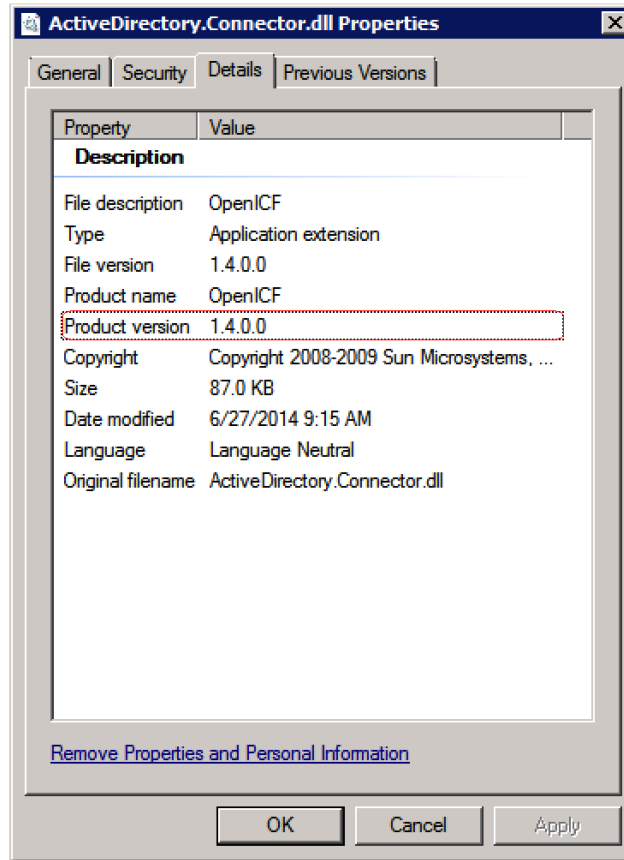 ActiveDirectory.Connector.dll Properties
General Security Details Previous Versions
Property Value
Description
File description OpenICF
Type Application extension
File version 1.4.0.0
Product name OpenICF
Product version 1.4.0.0
Copyright Copyright 2008-2009 Sun Microsystems, ...
Size 87.0 KB
Date modified 6/27/2014 9:15 AM
Language Language Neutral
Original filename ActiveDirectory.Connector.dll
Remove Properties and Personal Information
OK Cancel Apply